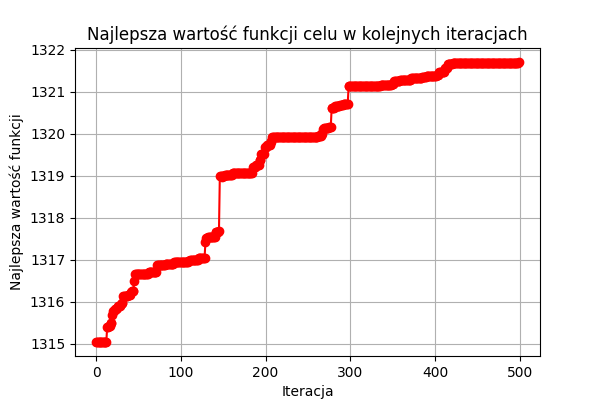 Najlepsza wartość funkcji celu w kolejnych iteracjach
Najlepsza wartość funkcji
1322
1321
1320
1319
1318
1317
1316
1315
0 100 200 300 400 500
Iteracja